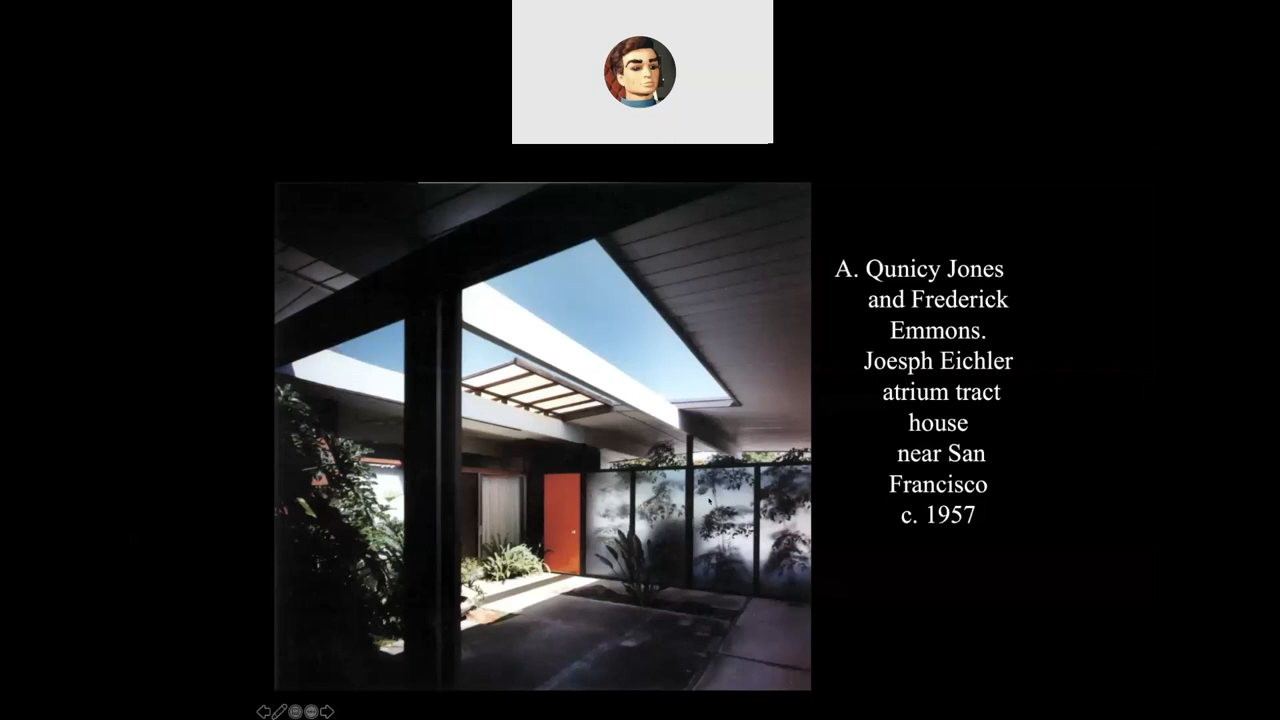 A. Qunicy Jones
and Frederick
Emmons.
Joesph Eichler
atrium tract
house
near San
Francisco
c. 1957